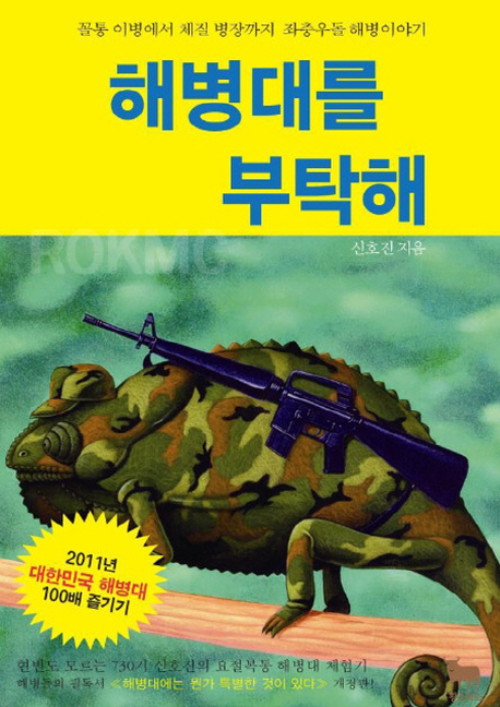 꼴통 이병에서 체질 병장까지 좌충우돌 해병이야기
해병대를
부탁해
신호진 지음
ROKMC
2011년
대한민국 해병대
100배 즐기기
현빈도 모르는 730기 신호진의 요절복통 해병대 체험기
해병들의 필독서 <해병대에는 뭔가 특별한 것이 있다> 개정판!